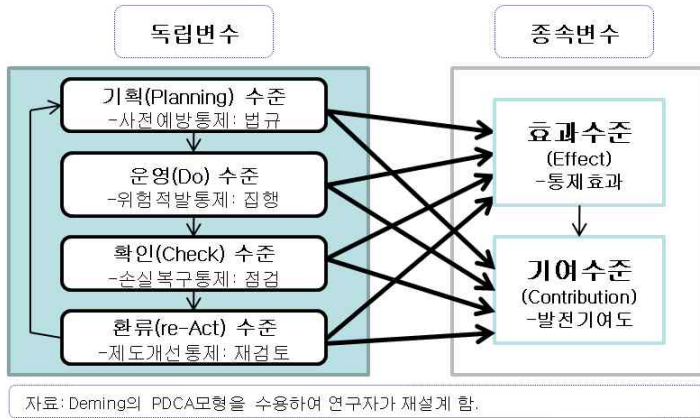 독립변수
종속변수
기획(Planning) 수준
-사전예방통제: 법규
운영(Do) 수준
-위험적발통제: 집행
확인(Check) 수준
-손실복구통제: 점검
환류(re-Act) 수준
-제도개선통제: 재검토
효과수준
(Effect)
-통제효과
기여수준
(Contribution)
-발전기여도
자료: Deming의 PDCA모형을 수용하여 연구자가 재설계 함.